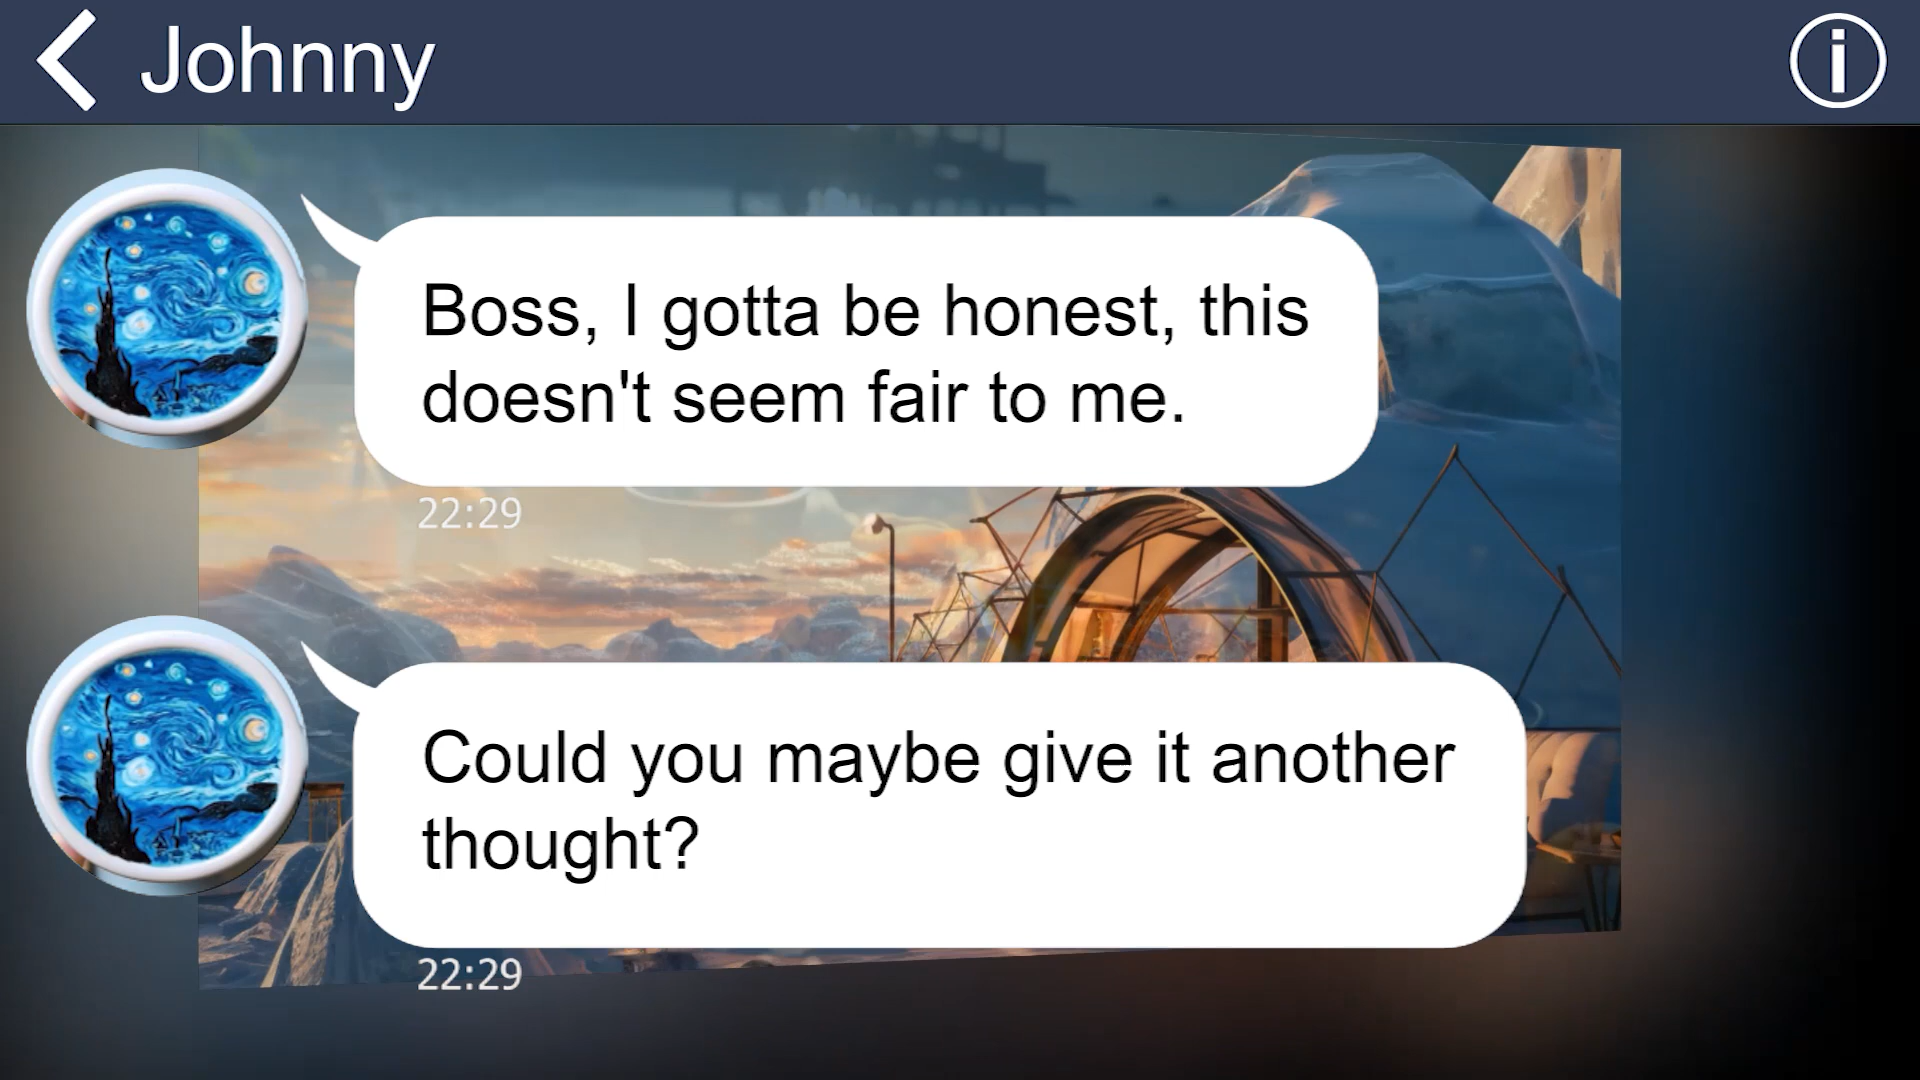 Johnny
Boss, I gotta be honest, this
doesn't seem fair to me.
22:29
Could you maybe give it another
thought?
22:29